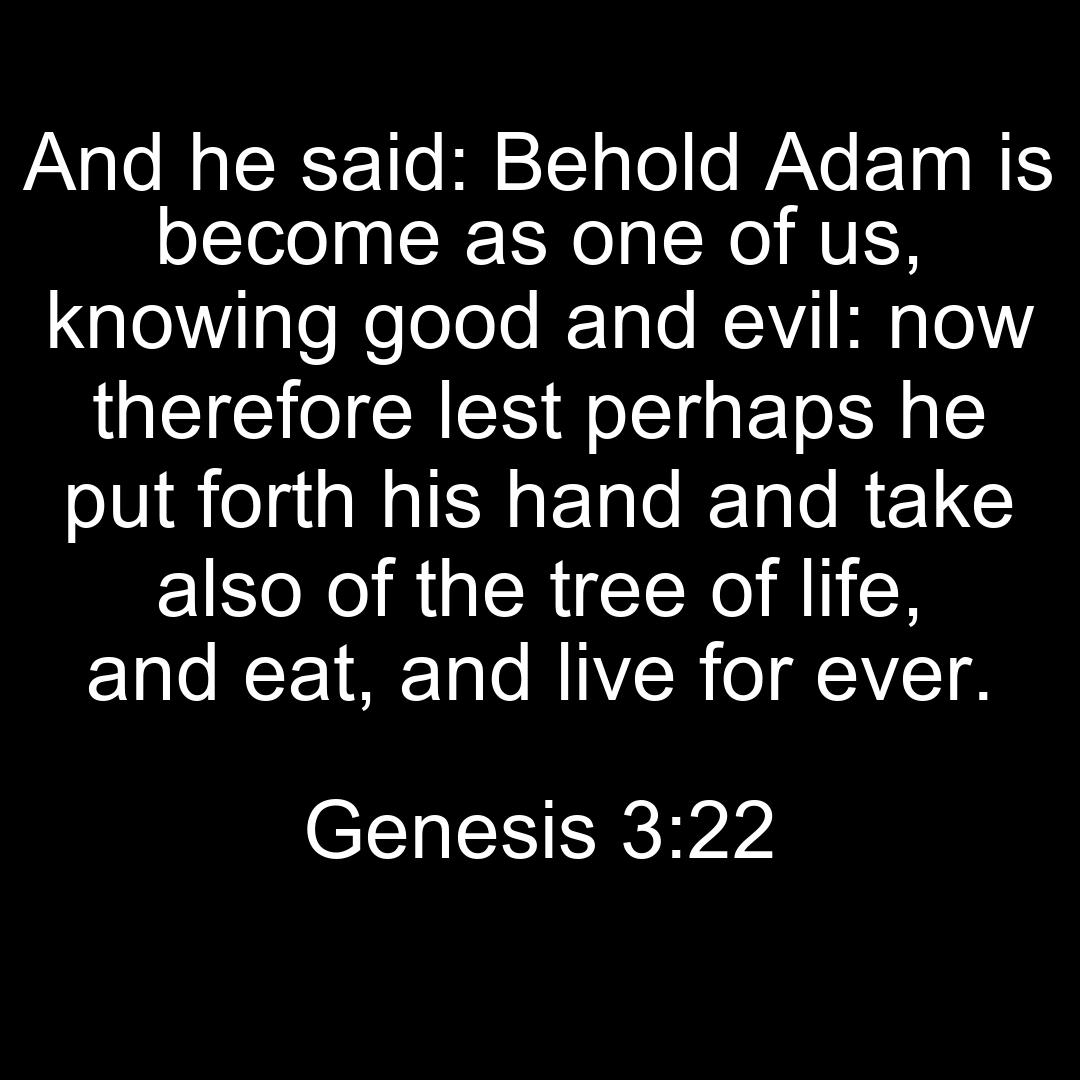 And he said: Behold Adam is
become as one of us,
knowing good and evil: now
therefore lest perhaps he
put forth his hand and take
also of the tree of life,
and eat, and live for ever.
Genesis 3:22